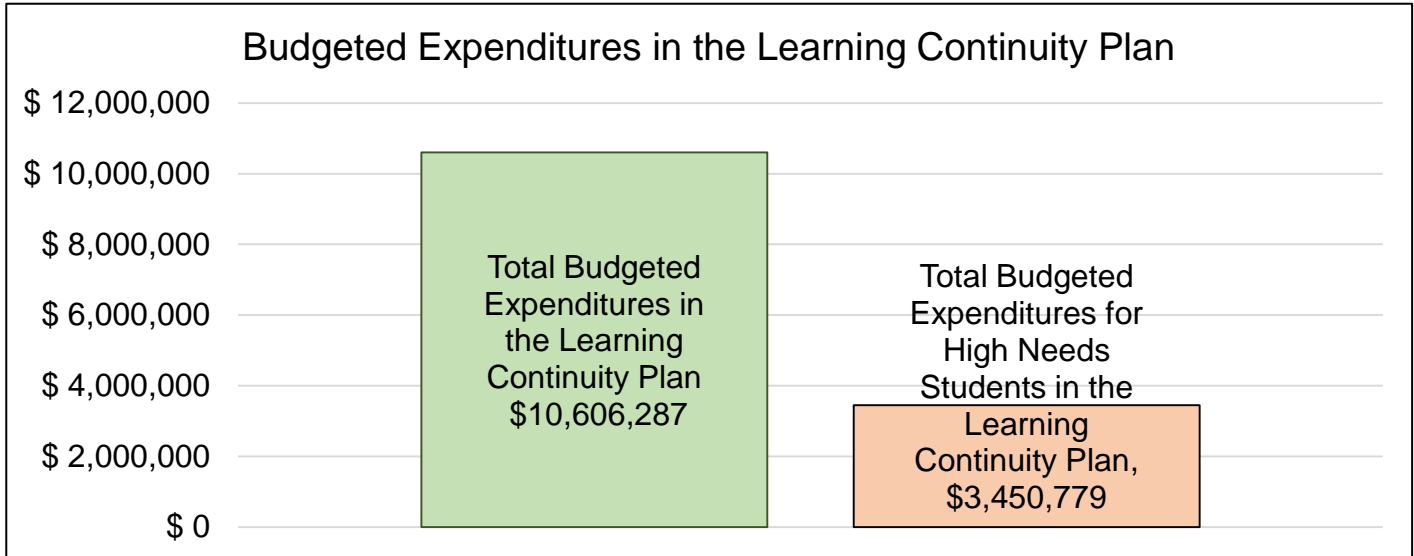 Budgeted Expenditures in the Learning Continuity Plan
$ 12,000,000
$ 10,000,000
$ 8,000,000
$ 6,000,000
$ 4,000,000
$ 2,000,000
$ 0
Total Budgeted
Expenditures in
the Learning
Continuity Plan
$10,606,287
Total Budgeted
Expenditures for
High Needs
Students in the
Learning
Continuity Plan,
$3,450,779